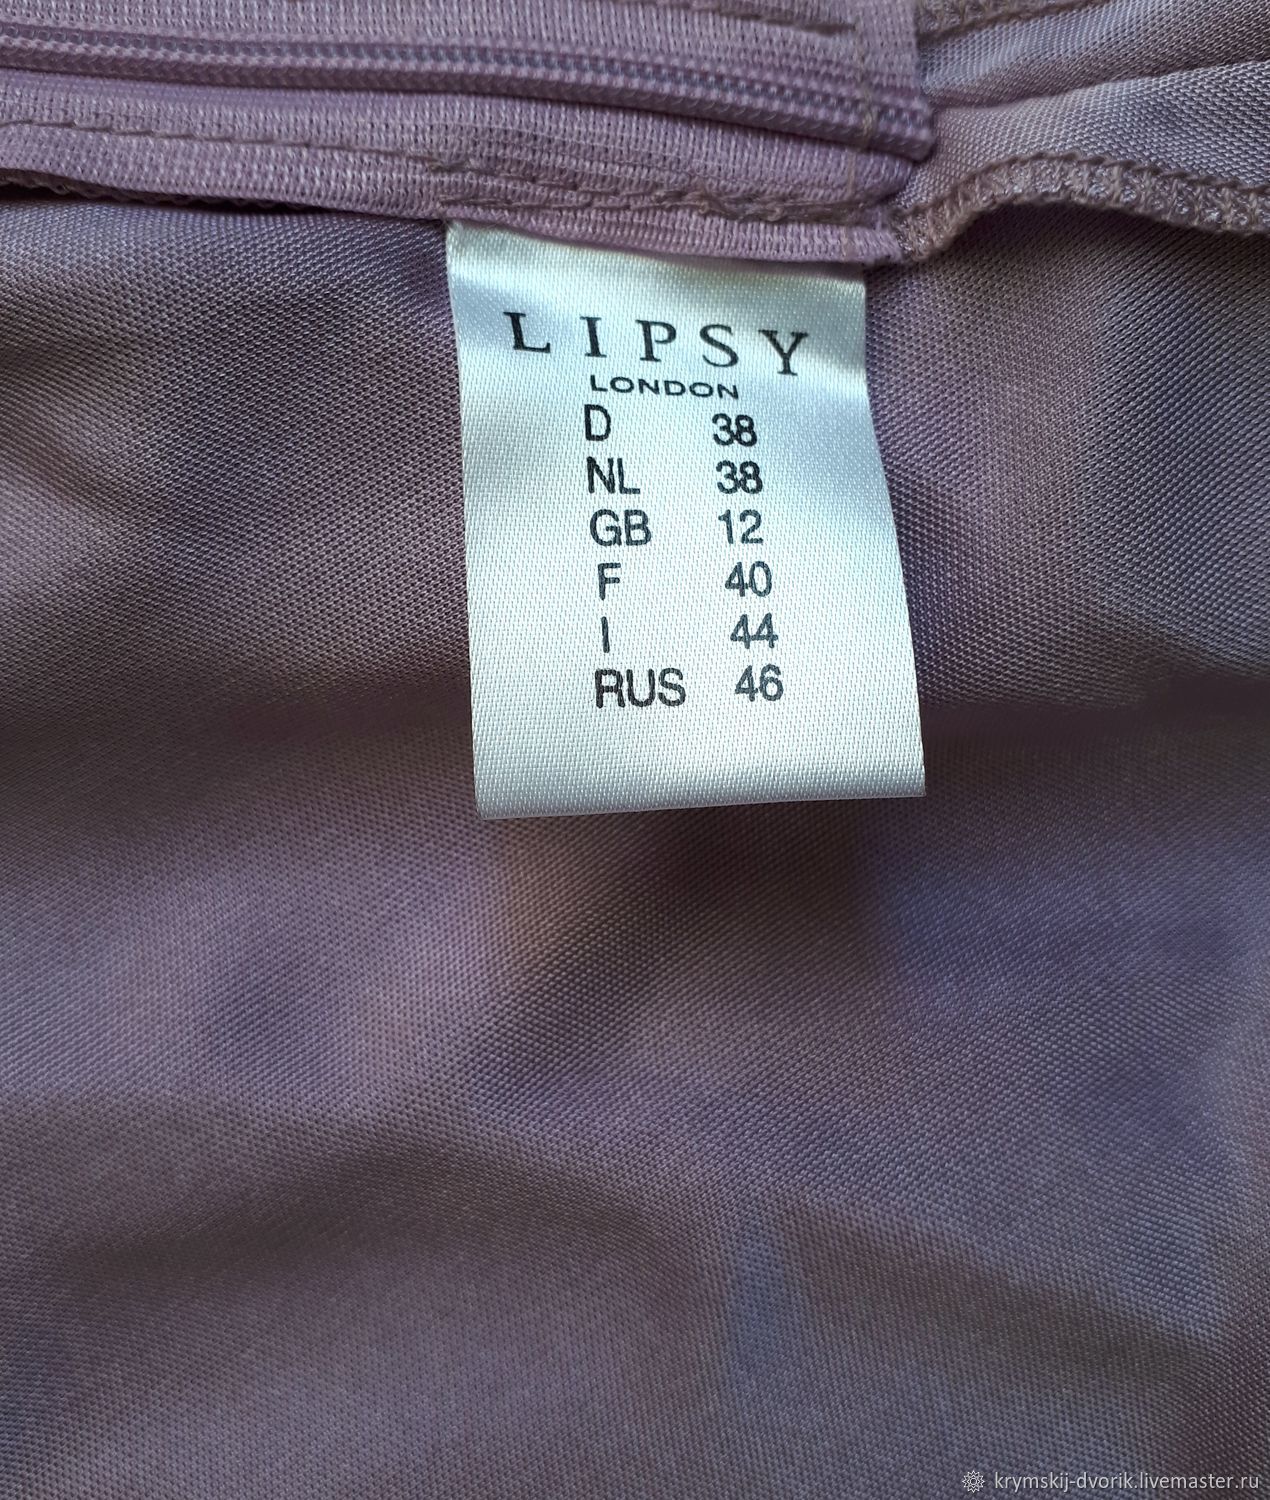 LIPSY
LONDON
D 38
NL 38
GB 12
F 40
I 44
RUS 46
krymskij-dvorik.livemaster.ru